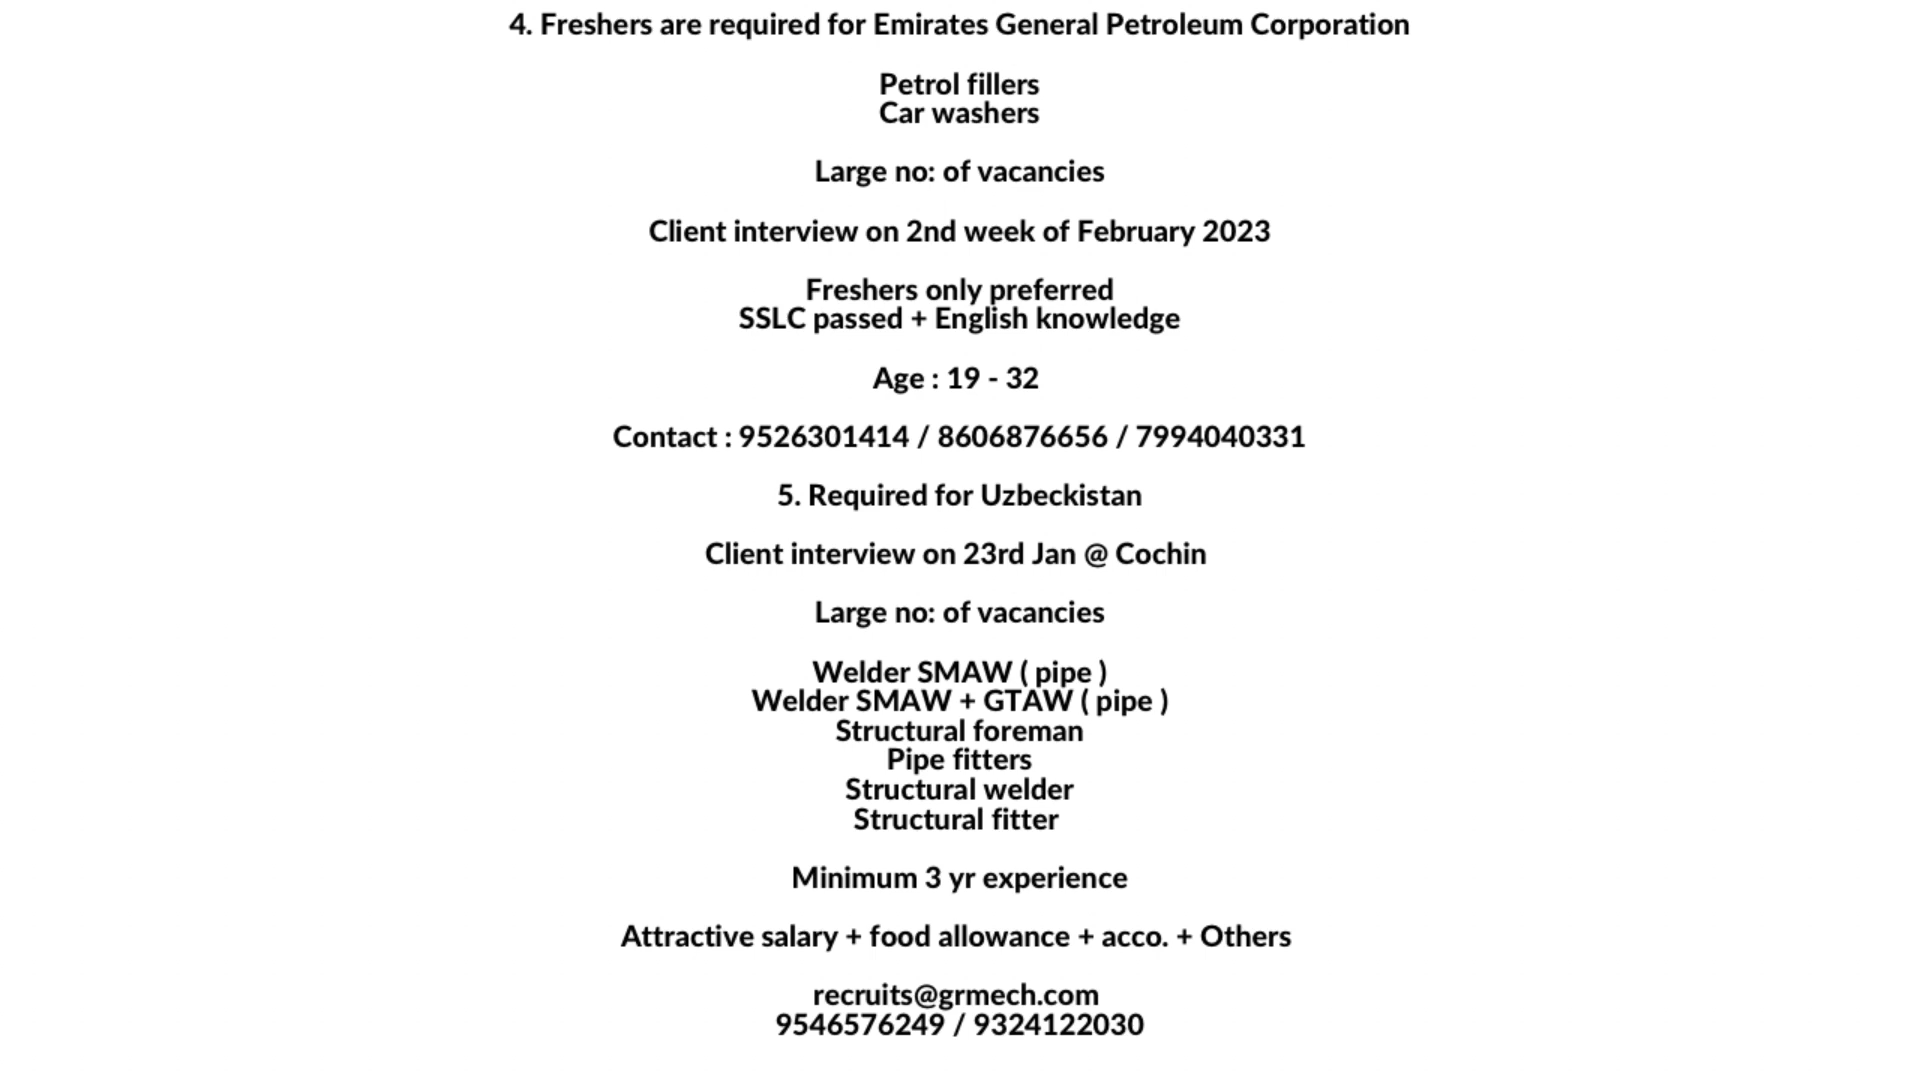 4. Freshers are required for Emirates General Petroleum Corporation
Petrol fillers
Car washers
Large no: of vacancies
Client interview on 2nd week of February 2023
Freshers only preferred
SSLC passed + English knowledge
Age : 19 - 32
Contact : 9526301414 / 8606876656 / 7994040331
5. Required for Uzbeckistan
Client interview on 23rd Jan @ Cochin
Large no: of vacancies
Welder SMAW ( pipe )
Welder SMAW + GTAW ( pipe )
Structural foreman
Pipe fitters
Structural welder
Structural fitter
Minimum 3 yr experience
Attractive salary + food allowance + acco. + Others
recruits@grmech.com
9546576249 / 9324122030